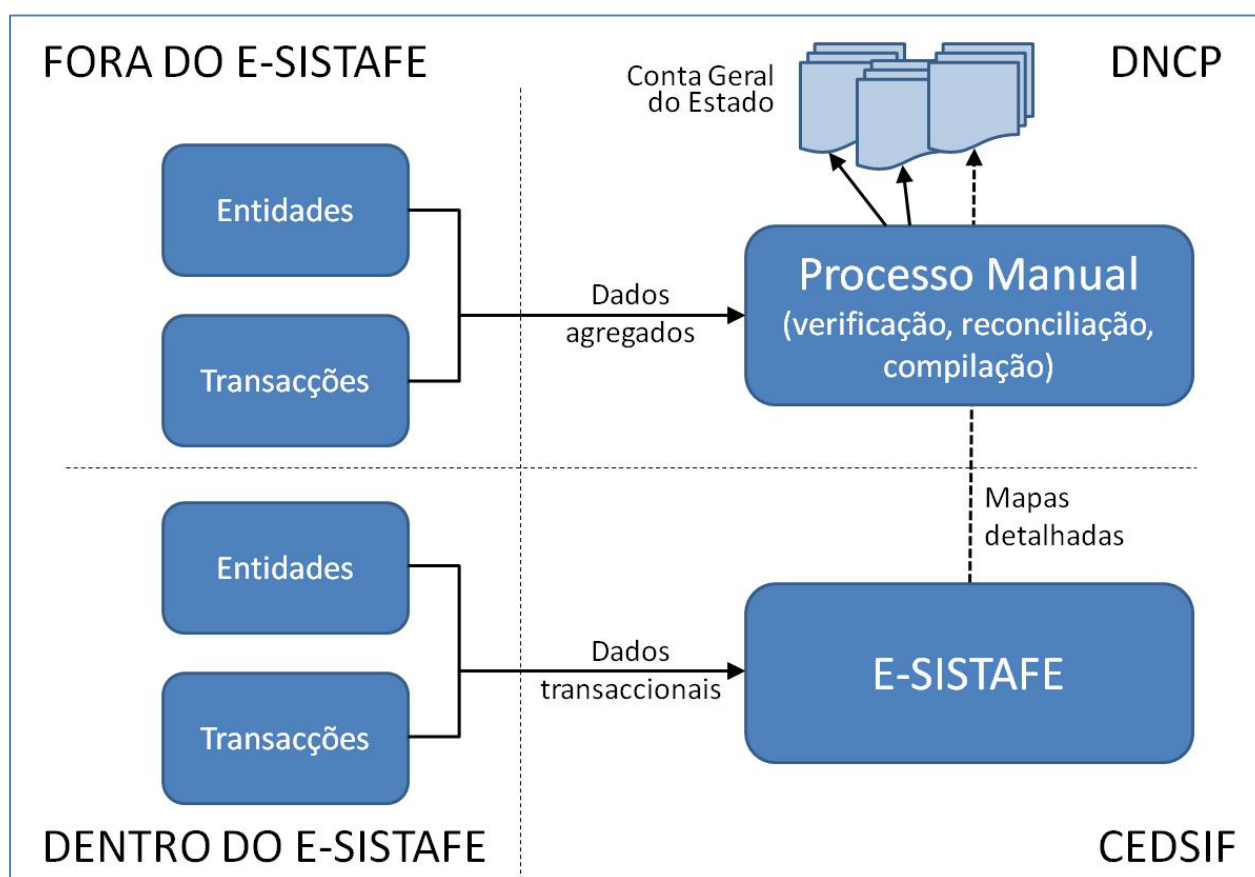 FORA DO E-SISTAFE
DNCP
Conta Geral
do Estado
Entidades
Transacções
Dados
agregados
Processo Manual
(verificação, reconciliação,
compilação)
Mapas
detalhadas
Entidades
Transacções
Dados
transaccionais
E-SISTAFE
DENTRO DO E-SISTAFE
CEDSIF